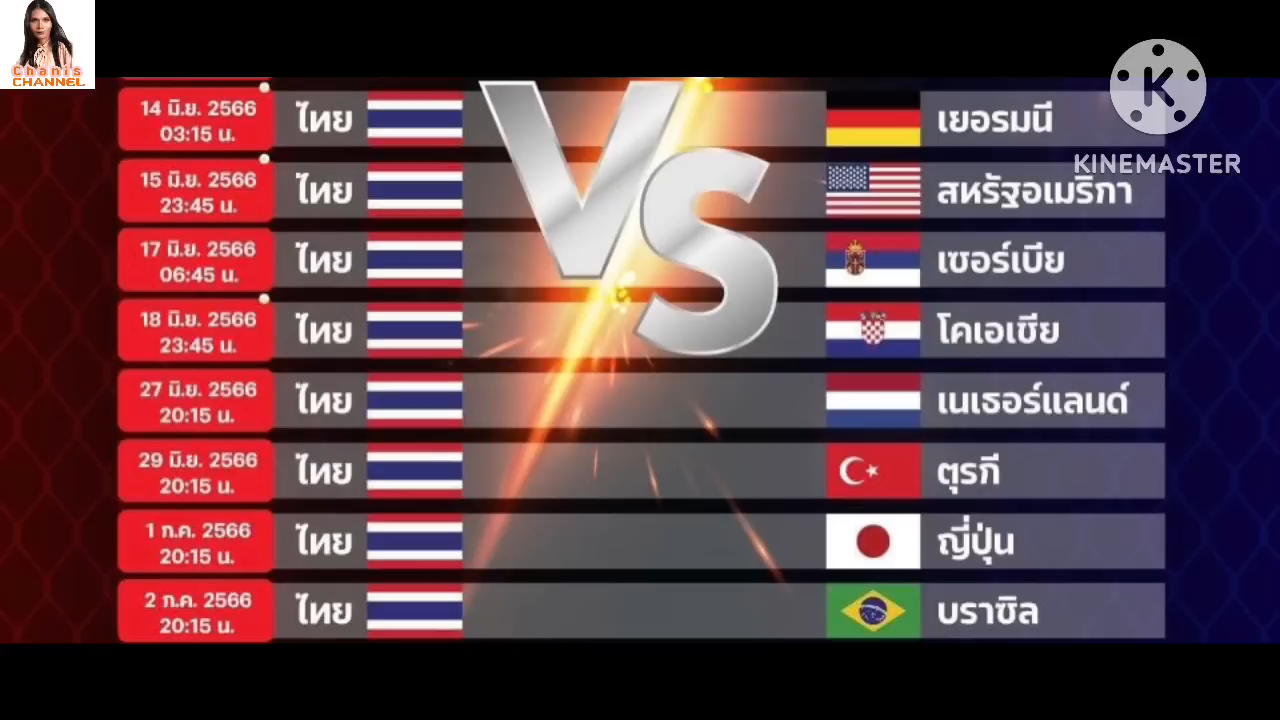 Chanis
CHANNEL
K
KINEMASTER
VS
14 มิ.ย. 2566
03:15 น.
ไทย
เยอรมนี
15 มิ.ย. 2566
23:45 น.
ไทย
สหรัฐอเมริกา
17 มิ.ย. 2566
06:45 น.
ไทย
เซอร์เบีย
18 มิ.ย. 2566
23:45 น.
ไทย
โคเอเชีย
27 มิ.ย. 2566
20:15 น.
ไทย
เนเธอร์แลนด์
29 มิ.ย. 2566
20:15 น.
ไทย
ตุรกี
1 ก.ค. 2566
20:15 น.
ไทย
ญี่ปุ่น
2 ก.ค. 2566
20:15 น.
ไทย
บราซิล